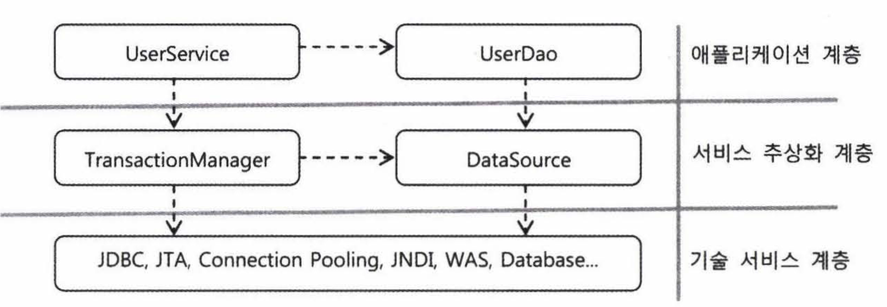 UserService
UserDao
애플리케이션 계층
TransactionManager
DataSource
서비스 추상화 계층
JDBC, JTA, Connection Pooling, JNDI, WAS, Database...
기술 서비스 계층